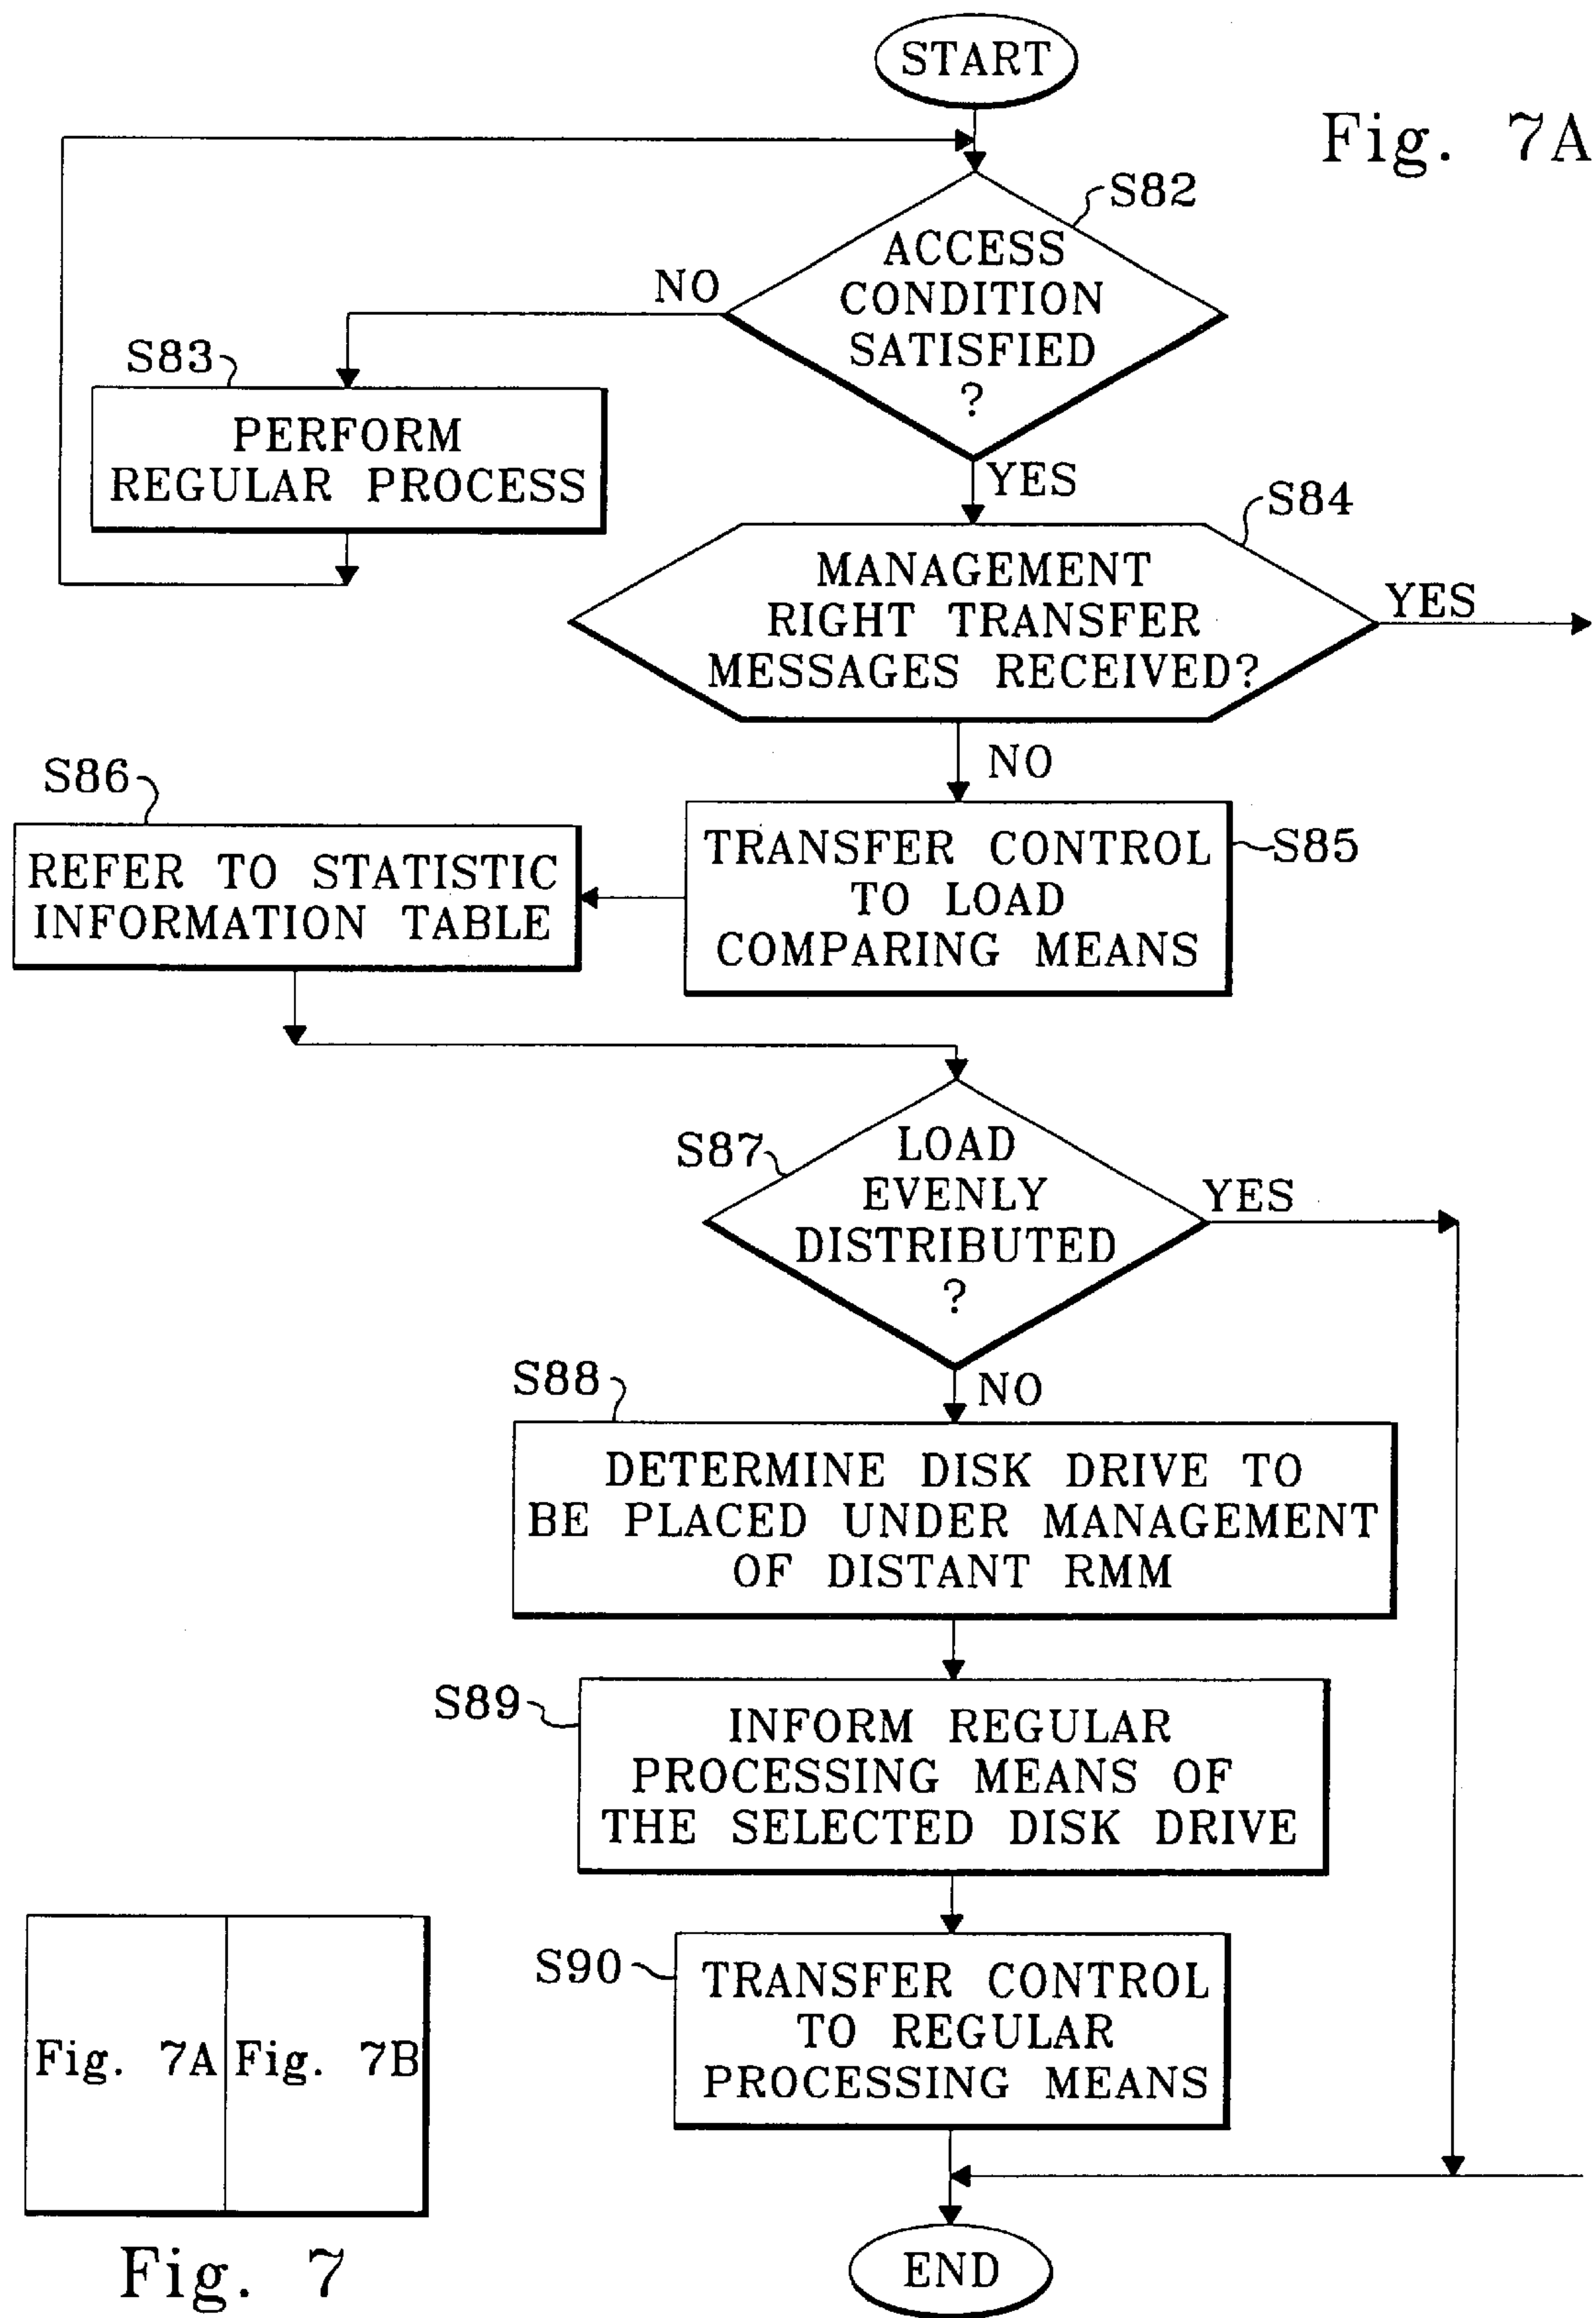 START
Fig. 7A
S82
ACCESS
CONDITION
SATISFIED
?
NO
S83
PERFORM
REGULAR PROCESS
YES
S84
MANAGEMENT
RIGHT TRANSFER
MESSAGES RECEIVED?
YES
NO
S86
REFER TO STATISTIC
INFORMATION TABLE
TRANSFER CONTROL
TO LOAD
COMPARING MEANS
S85
S87
LOAD
EVENLY
DISTRIBUTED
?
YES
NO
S88
DETERMINE DISK DRIVE TO
BE PLACED UNDER MANAGEMENT
OF DISTANT RMM
S89
INFORM REGULAR
PROCESSING MEANS OF
THE SELECTED DISK DRIVE
S90
TRANSFER CONTROL
TO REGULAR
PROCESSING MEANS
Fig. 7A
Fig. 7B
Fig. 7
END